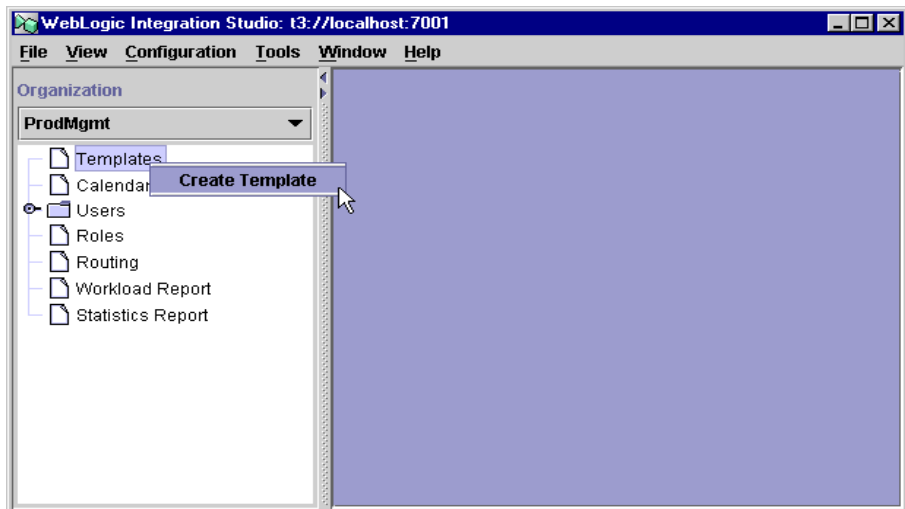 WebLogic Integration Studio: t3://localhost:7001
File View Configuration Tools Window Help
Organization
ProdMgmt
Templates
Create Template
Calendar
Users
Roles
Routing
Workload Report
Statistics Report